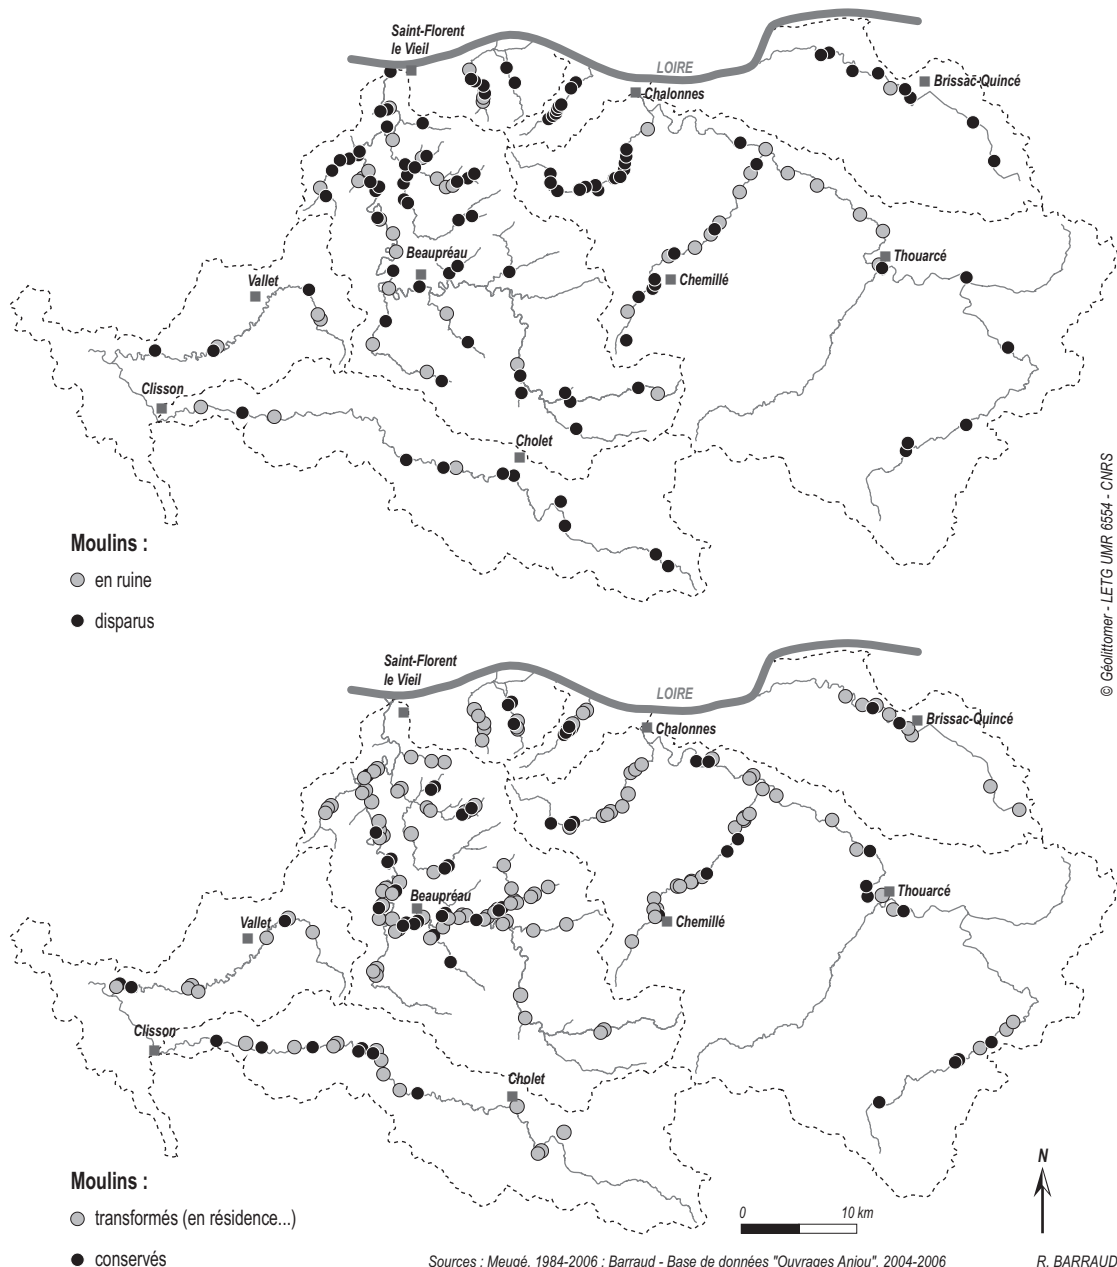 Saint-Florent
le Vieil
LOIRE
Chalonnes
Brissac-Quincé
Beaupréau
Vallet
Thouarcé
Chemillé
Clisson
Cholet
Moulins :
en ruine
disparus
© Géolittomer - LETG UMR 6554 - CNRS
Saint-Florent
le Vieil
LOIRE
Chalonnes
Brissac-Quincé
Beaupréau
Thouarcé
Vallet
Chemillé
Clisson
Cholet
Moulins :
transformés (en résidence...)
conservés
N
0 10 km
Sources : Meugé, 1984-2006 ; Barraud - Base de données "Ouvrages Anjou", 2004-2006
R. BARRAUD